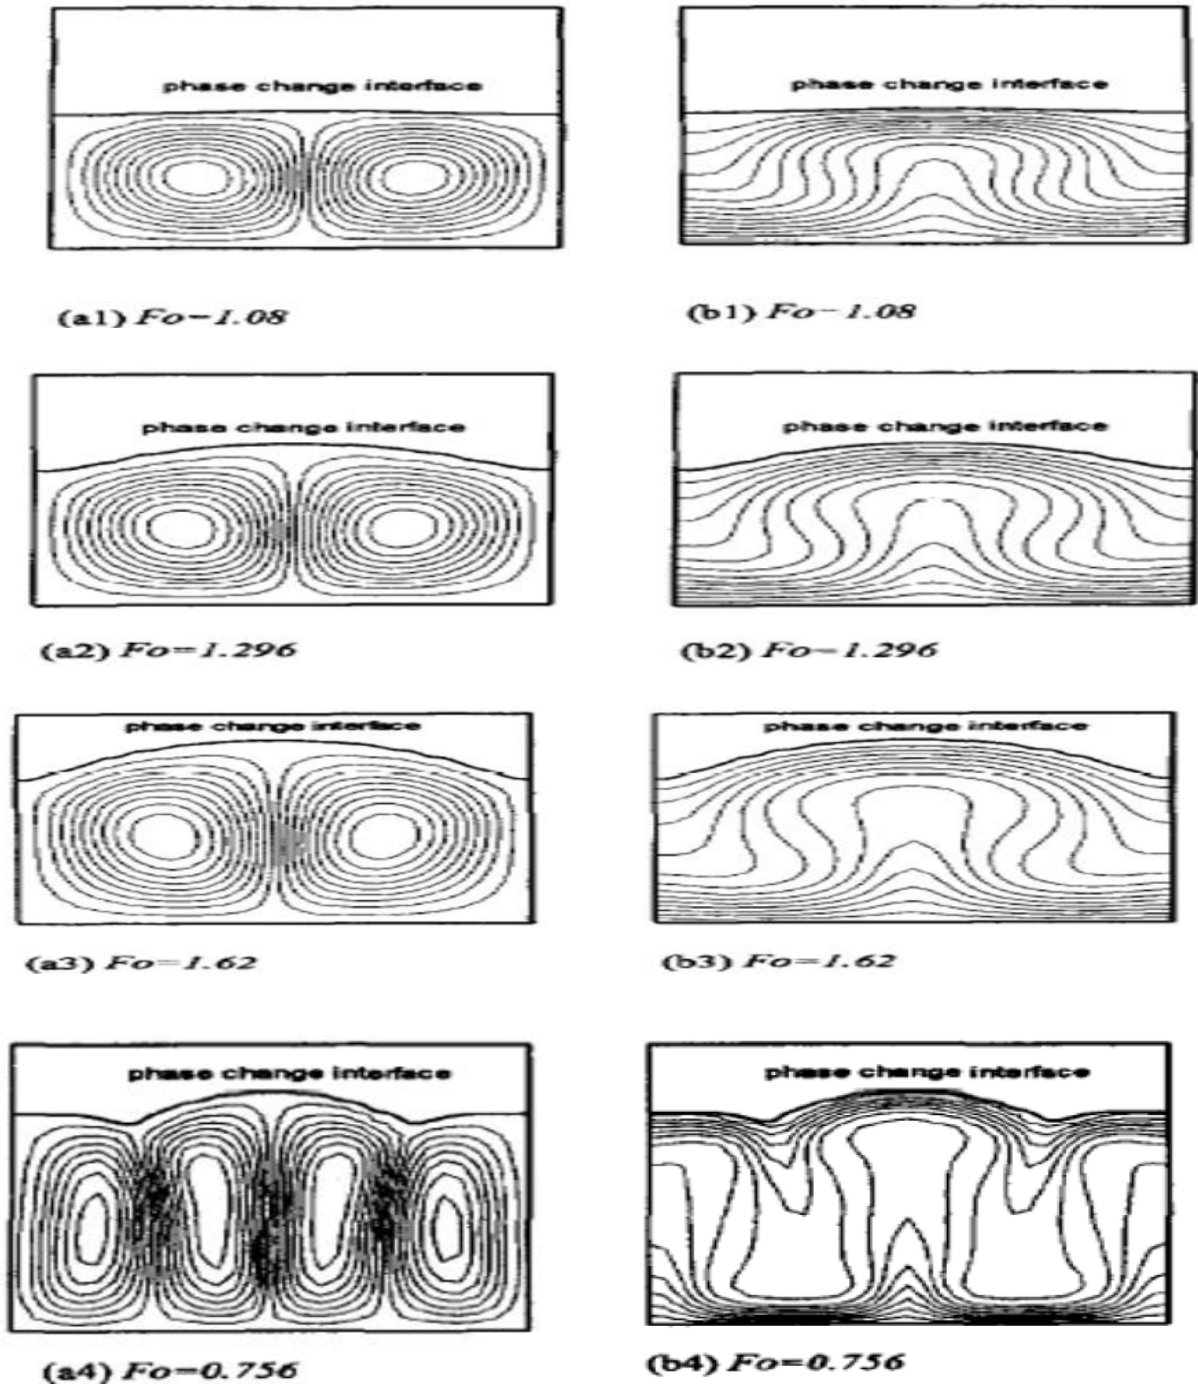 phase change interface
phase change interface
(a1) Fo=1.08
(b1) Fo=1.08
phase change interface
phase change interface
(a2) Fo=1.296
(b2) Fo=1.296
phase change interface
phase change interface
(a3) Fo=1.62
(b3) Fo=1.62
phase change interface
phase change interface
(a4) Fo=0.756
(b4) Fo=0.756